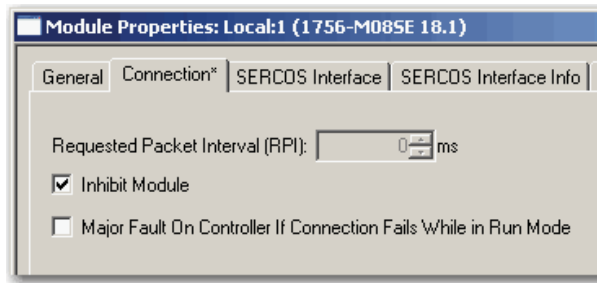 Module Properties: Local:1 (1756-M08SE 18.1)
General Connection* SERCOS Interface SERCOS Interface Info
Requested Packet Interval (RPI): 0 ms
Inhibit Module
Major Fault On Controller If Connection Fails While in Run Mode